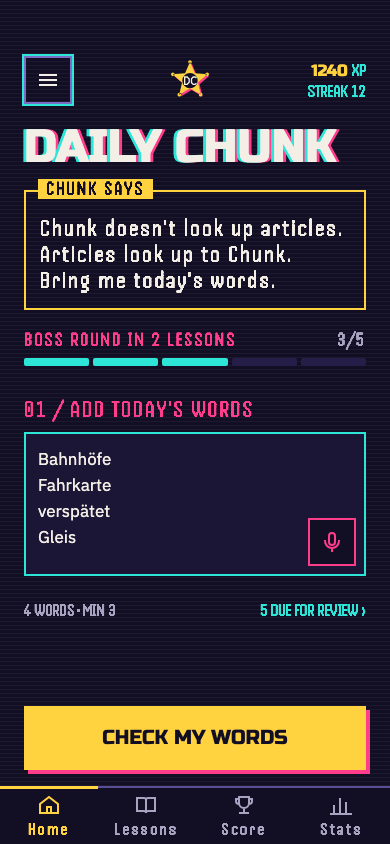 DC
1240 XP
STREAK 12
DAILY CHUNK
CHUNK SAYS
Chunk doesn't look up articles.
Articles look up to Chunk.
Bring me today's words.
BOSS ROUND IN 2 LESSONS
3/5
01 / ADD TODAY'S WORDS
Bahnhöfe
Fahrkarte
verspätet
Gleis
4 WORDS · MIN 3
5 DUE FOR REVIEW ›
CHECK MY WORDS
Home
Lessons
Score
Stats